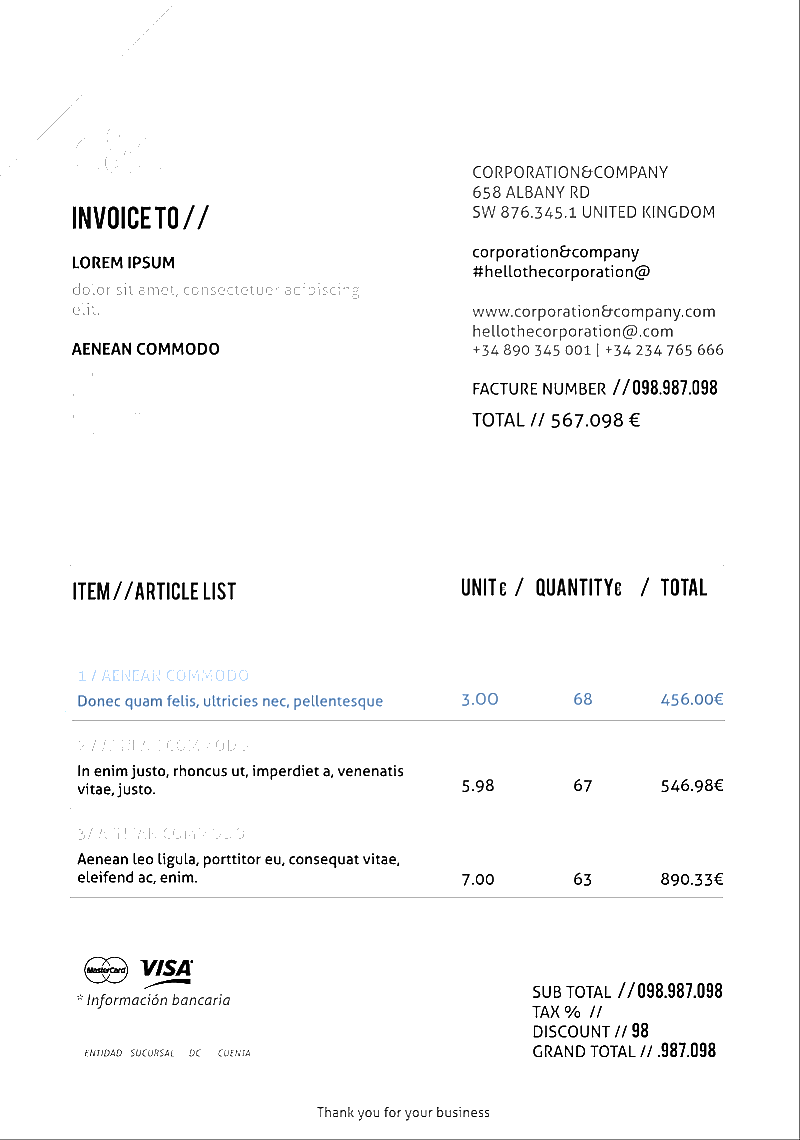 INVOICE TO //
LOREM IPSUM
dolor sit amet, consectetuer adipiscing
elit.
AENEAN COMMODO
CORPORATION&COMPANY
658 ALBANY RD
SW 876.345.1 UNITED KINGDOM
corporation&company
#hellothecorporation@
www.corporation&company.com
hellothecorporation@.com
+34 890 345 001 | +34 234 765 666
FACTURE NUMBER //098.987.098
TOTAL // 567.098 €
ITEM//ARTICLE LIST UNIT€ / QUANTITY€ / TOTAL
1 / AENEAN COMMODO
Donec quam felis, ultricies nec, pellentesque 3.00 68 456.00€
In enim justo, rhoncus ut, imperdiet a, venenatis
vitae, justo. 5.98 67 546.98€
3/ AENEAN COMMODO
Aenean leo ligula, porttitor eu, consequat vitae,
eleifend ac, enim. 7.00 63 890.33€
MasterCard VISA
* Información bancaria
ENTIDAD SUCURSAL DC CUENTA
SUB TOTAL //098.987.098
TAX % //
DISCOUNT // 98
GRAND TOTAL // .987.098
Thank you for your business